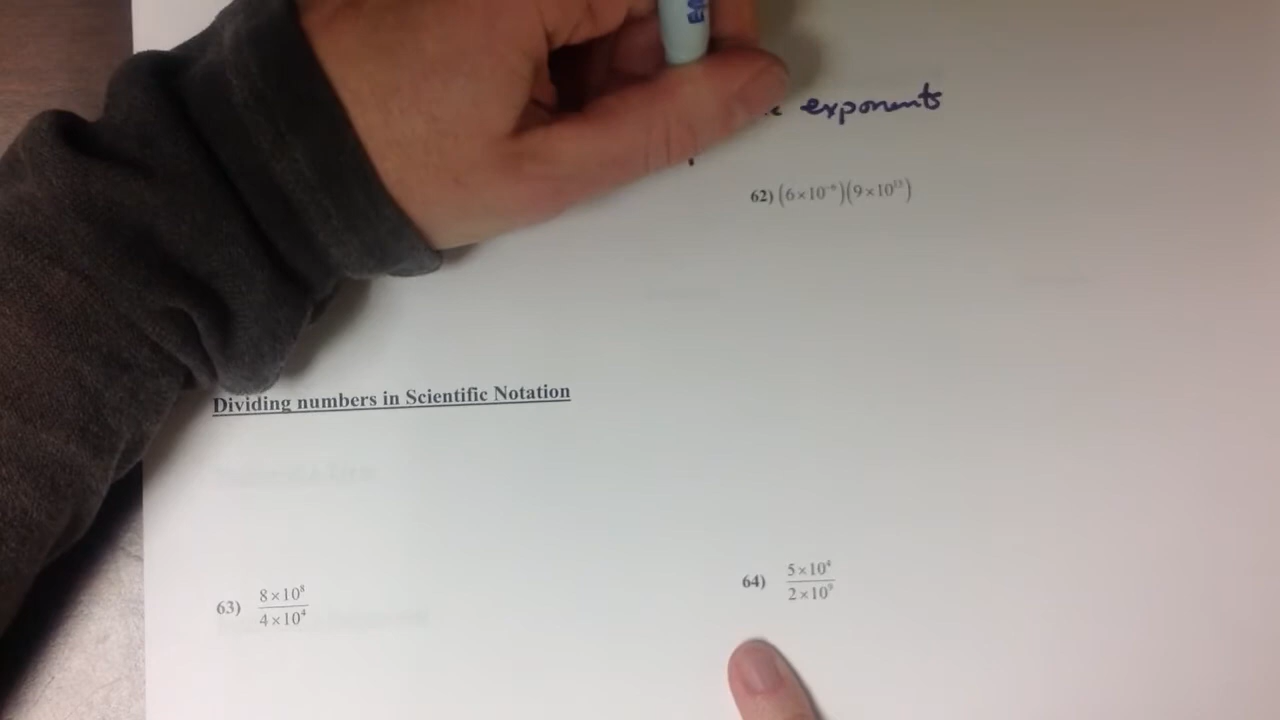 exponents
62) (6×10⁻⁶)(9×10¹³)
Dividing numbers in Scientific Notation
63) 8×10⁸
4×10⁴
64) 5×10⁴
2×10⁹